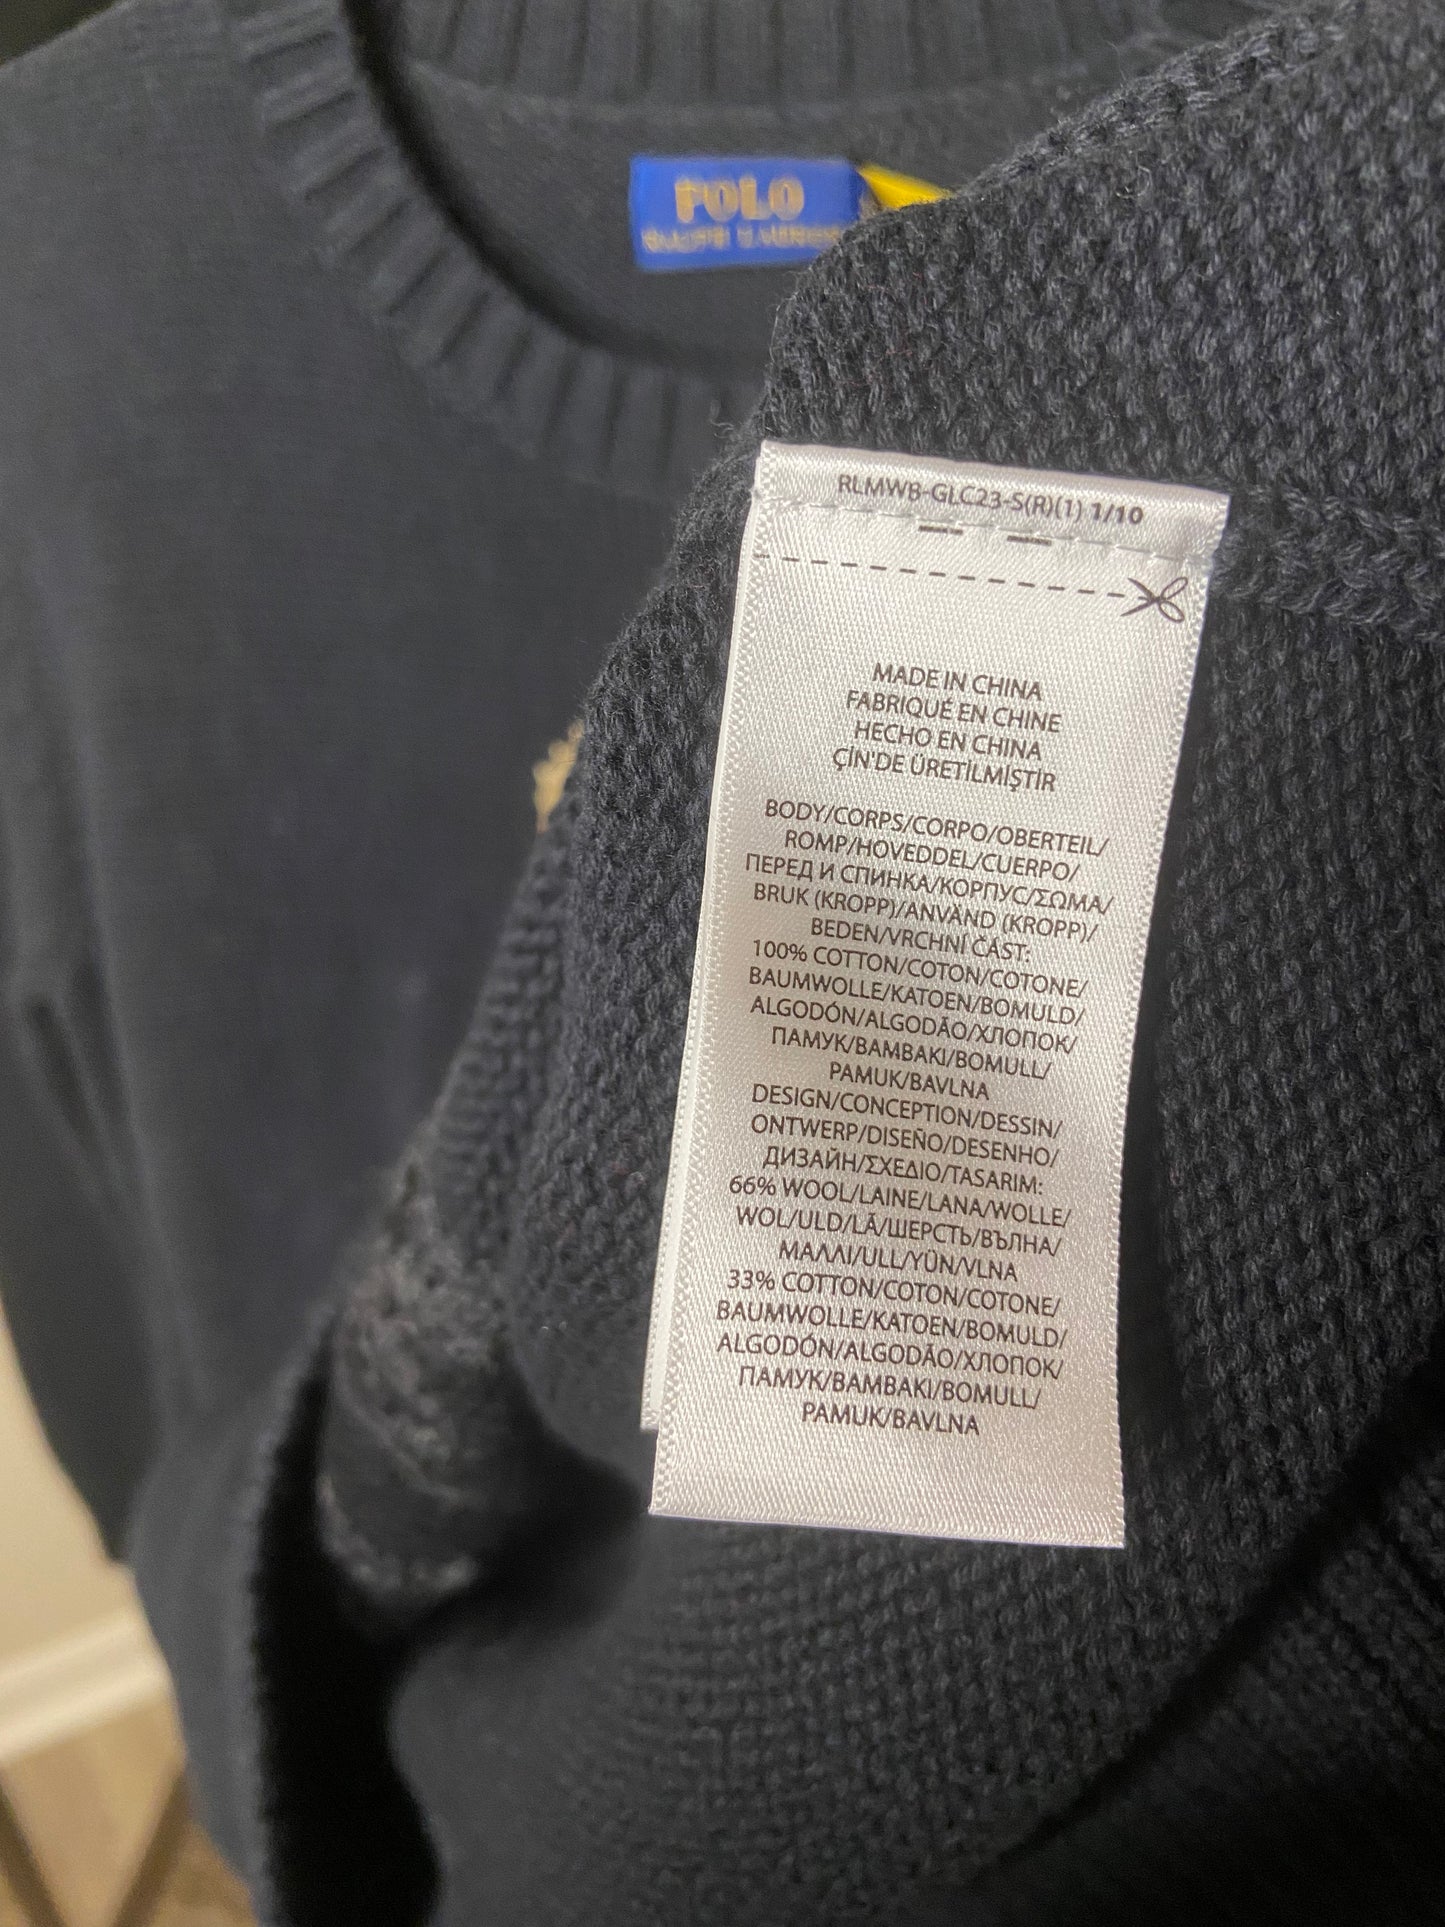 POLO
RALPH LAUREN
RLMWB-GLC23-S(R)(1) 1/10
MADE IN CHINA
FABRIQUÉ EN CHINE
HECHO EN CHINA
ÇİN'DE ÜRETİLMİŞTİR
BODY/CORPS/CORPO/OBERTEIL/
ROMP/HOVEDDEL/CUERPO/
ПЕРЕД И СПИНКА/КОРПУС/ΣΩΜΑ/
BRUK (KROPP)/ANVÄND (KROPP)/
BEDEN/VRCHNÍ ČÁST:
100% COTTON/COTON/COTONE/
BAUMWOLLE/KATOEN/BOMULD/
ALGODÓN/ALGODÃO/ХЛОПОК/
ПАМУК/ΒΑΜΒΑΚΙ/BOMULL/
PAMUK/BAVLNA
DESIGN/CONCEPTION/DESSIN/
ONTWERP/DISEÑO/DESENHO/
ДИЗАЙН/ΣΧΕΔΙΟ/TASARIM:
66% WOOL/LAINE/LANA/WOLLE/
WOL/ULD/LÃ/ШЕРСТЬ/ВЪЛНА/
ΜΑΛΛΙ/ULL/YÜN/VLNA
33% COTTON/COTON/COTONE/
BAUMWOLLE/KATOEN/BOMULD/
ALGODÓN/ALGODÃO/ХЛОПОК/
ПАМУК/ΒΑΜΒΑΚΙ/BOMULL/
PAMUK/BAVLNA